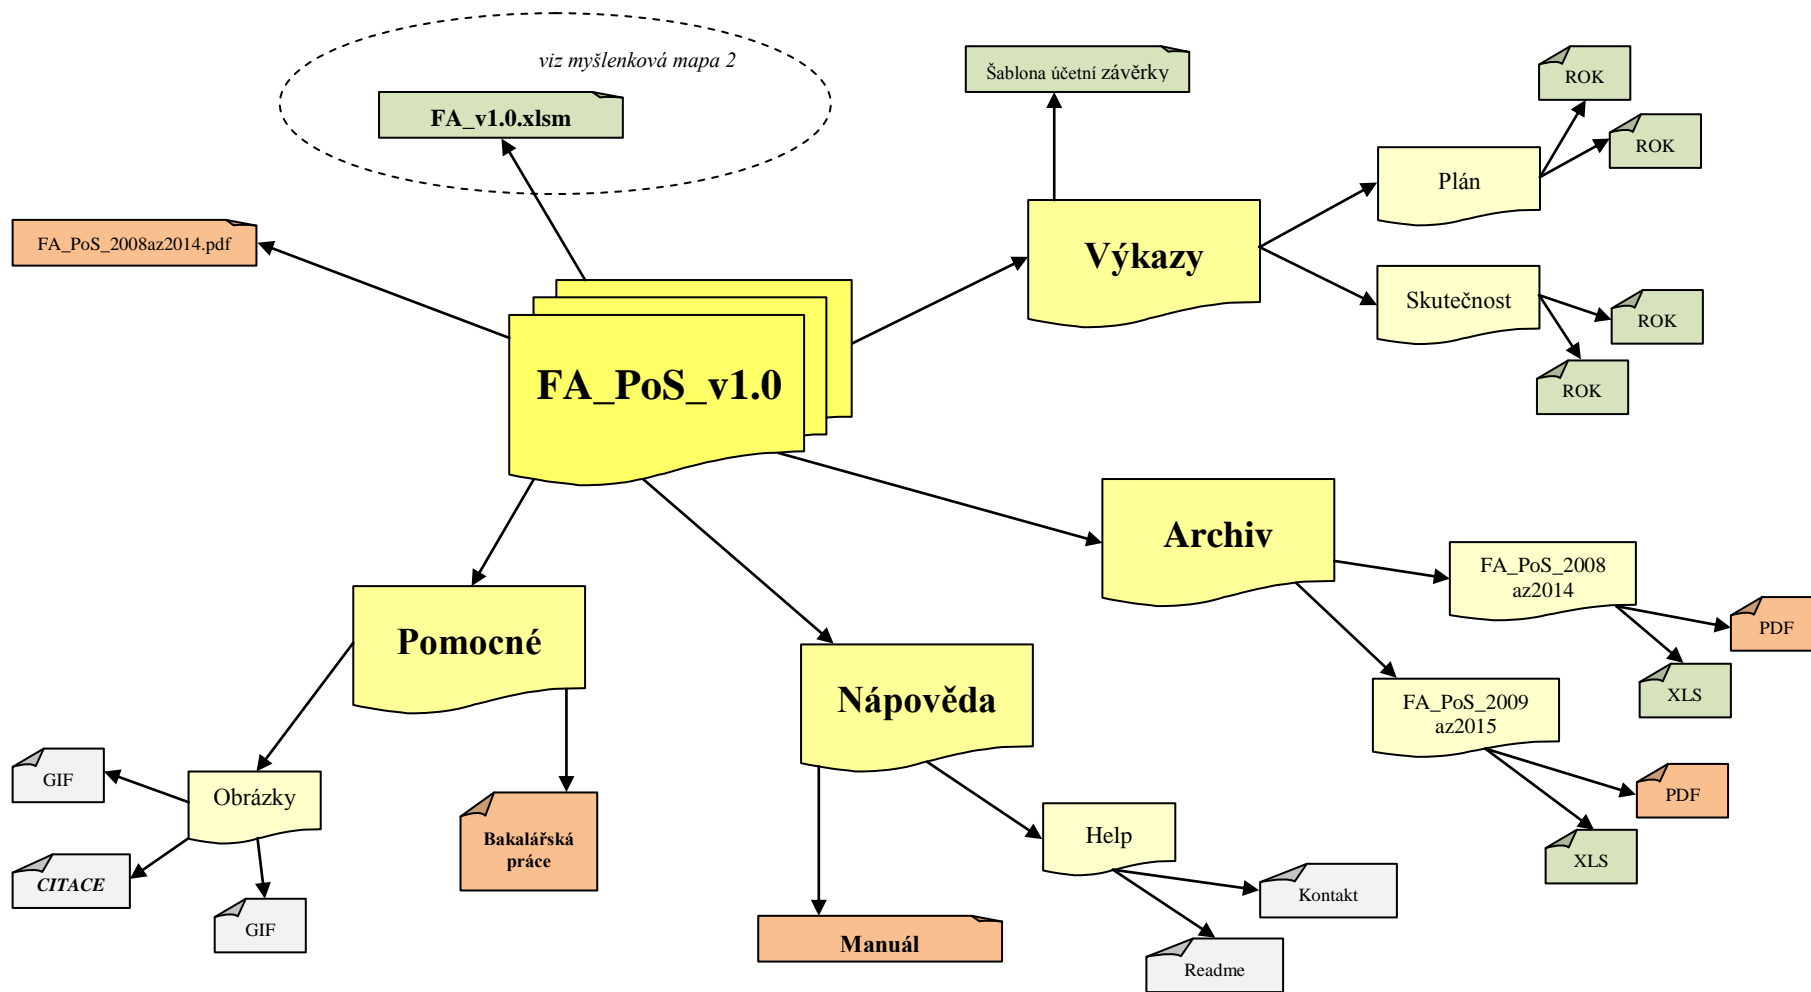 viz myšlenková mapa 2
FA_v1.0.xlsm
Šablona účetní závěrky
ROK
ROK
Plán
FA_PoS_2008az2014.pdf
Výkazy
Skutečnost
ROK
ROK
FA_PoS_v1.0
Archiv
FA_PoS_2008
az2014
PDF
XLS
Pomocné
Nápověda
FA_PoS_2009
az2015
PDF
XLS
GIF
Obrázky
CITACE
GIF
Bakalářská
práce
Help
Kontakt
Readme
Manuál